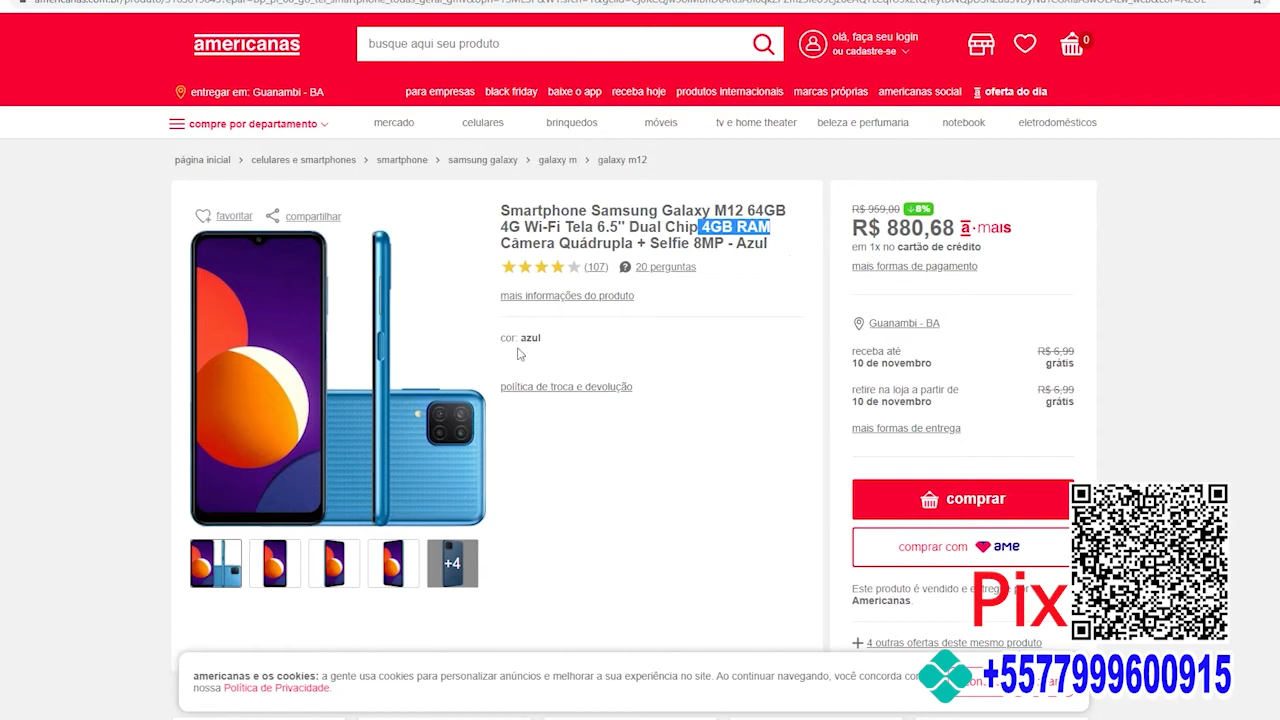 americanas
busque aqui seu produto
olá, faça seu login
ou cadastre-se
0
entregar em: Guanambi - BA
para empresas
black friday
baixe o app
receba hoje
produtos internacionais
marcas próprias
americanas social
oferta do dia
compre por departamento
mercado
celulares
brinquedos
móveis
tv e home theater
beleza e perfumaria
notebook
eletrodomésticos
página inicial > celulares e smartphones > smartphone > samsung galaxy > galaxy m > galaxy m12
favoritar
compartilhar
+4
Smartphone Samsung Galaxy M12 64GB
4G Wi-Fi Tela 6.5'' Dual Chip 4GB RAM
Câmera Quádrupla + Selfie 8MP - Azul
(107)
20 perguntas
mais informações do produto
cor: azul
política de troca e devolução
R$ 959,00
8%
R$ 880,68
a·mais
em 1x no cartão de crédito
mais formas de pagamento
Guanambi - BA
receba até R$ 6,99
10 de novembro grátis
retire na loja a partir de R$ 6,99
10 de novembro grátis
mais formas de entrega
comprar
comprar com ame
Este produto é vendido e entregue por
Americanas.
4 outras ofertas deste mesmo produto
Pix
+5577999600915
americanas e os cookies: a gente usa cookies para personalizar anúncios e melhorar a sua experiência no site. Ao continuar navegando, você concorda
nossa Política de Privacidade.